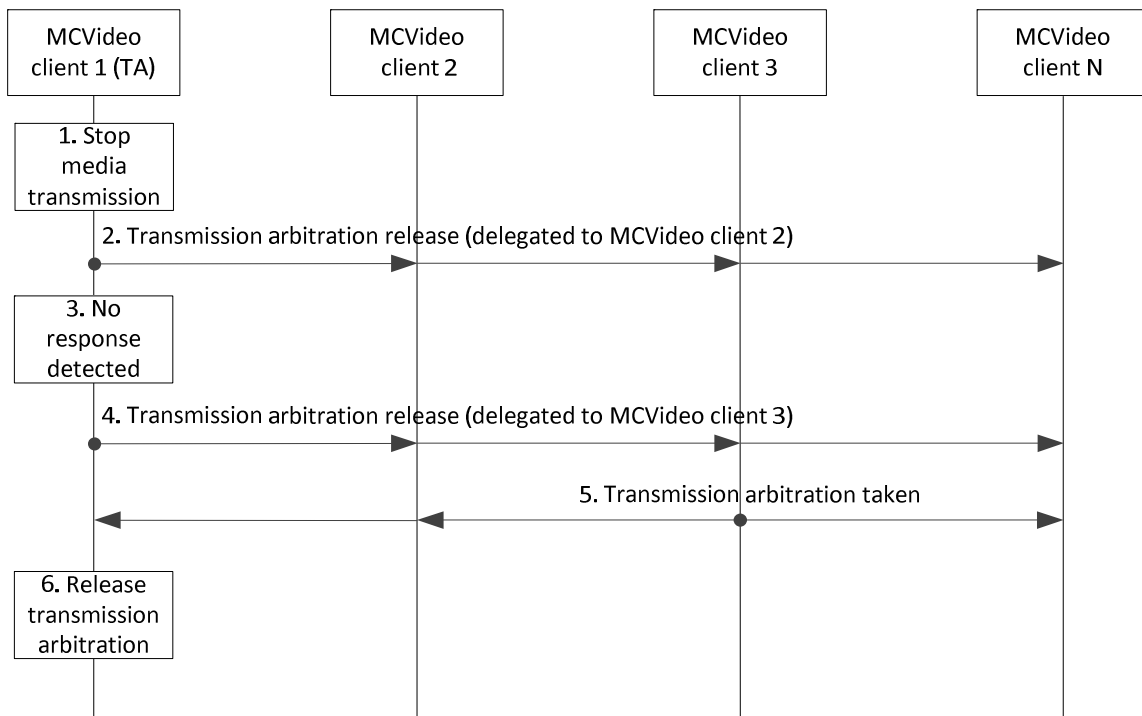 MCVideo
client 1 (TA)
MCVideo
client 2
MCVideo
client 3
MCVideo
client N
1. Stop
media
transmission
2. Transmission arbitration release (delegated to MCVideo client 2)
3. No
response
detected
4. Transmission arbitration release (delegated to MCVideo client 3)
5. Transmission arbitration taken
6. Release
transmission
arbitration